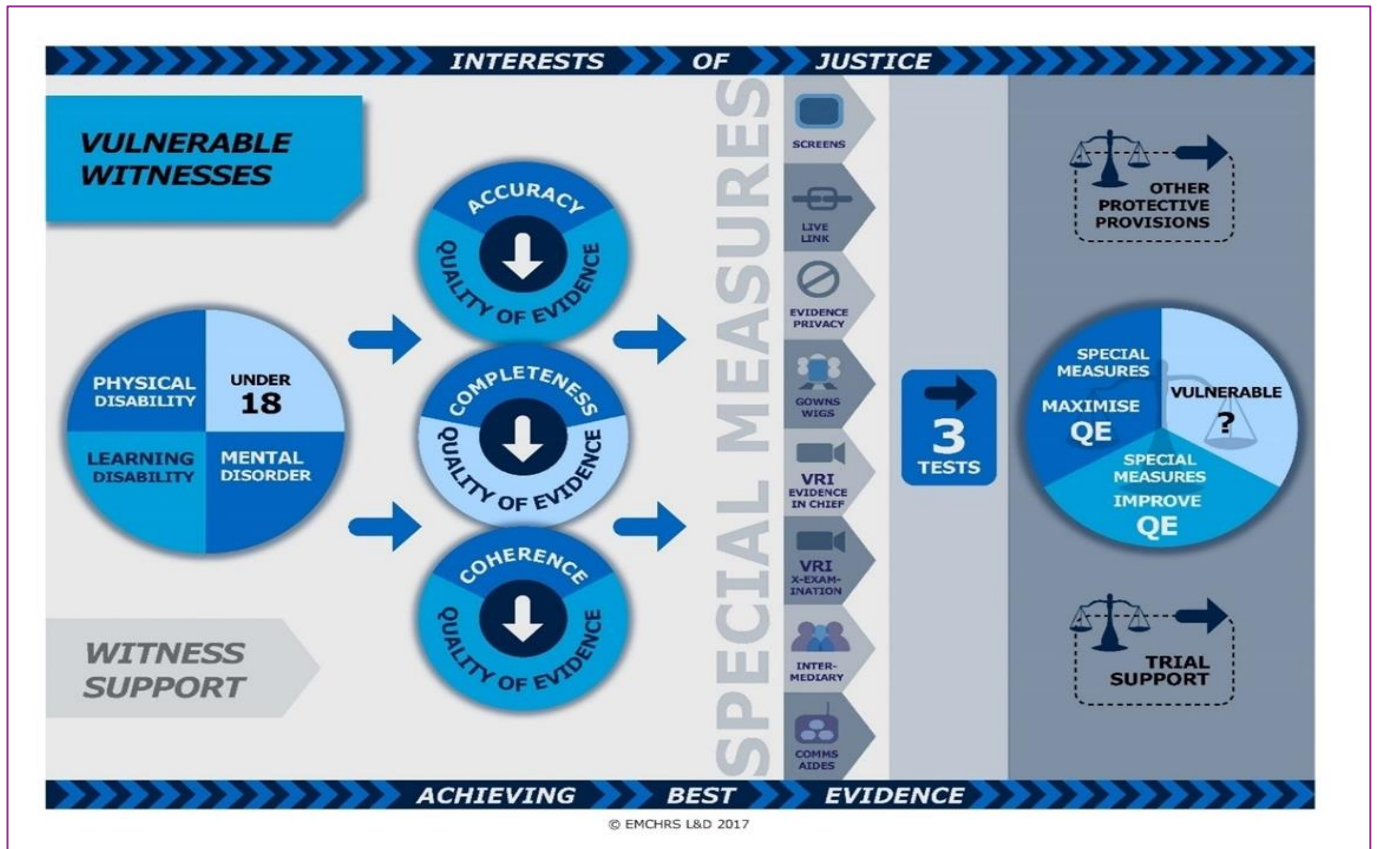 INTERESTS OF JUSTICE
VULNERABLE
WITNESSES
PHYSICAL
DISABILITY
UNDER
18
LEARNING
DISABILITY
MENTAL
DISORDER
WITNESS
SUPPORT
ACCURACY
QUALITY OF EVIDENCE
COMPLETENESS
QUALITY OF EVIDENCE
COHERENCE
QUALITY OF EVIDENCE
SPECIAL MEASURES
SCREENS
LIVE
LINK
EVIDENCE
PRIVACY
GOWNS
WIGS
VRI
EVIDENCE
IN CHIEF
VRI
X-EXAM-
INATION
INTER-
MEDIARY
COMMS
AIDES
3
TESTS
OTHER
PROTECTIVE
PROVISIONS
SPECIAL
MEASURES
MAXIMISE
QE
VULNERABLE
?
SPECIAL
MEASURES
IMPROVE
QE
TRIAL
SUPPORT
ACHIEVING BEST EVIDENCE
© EMCHRS L&D 2017